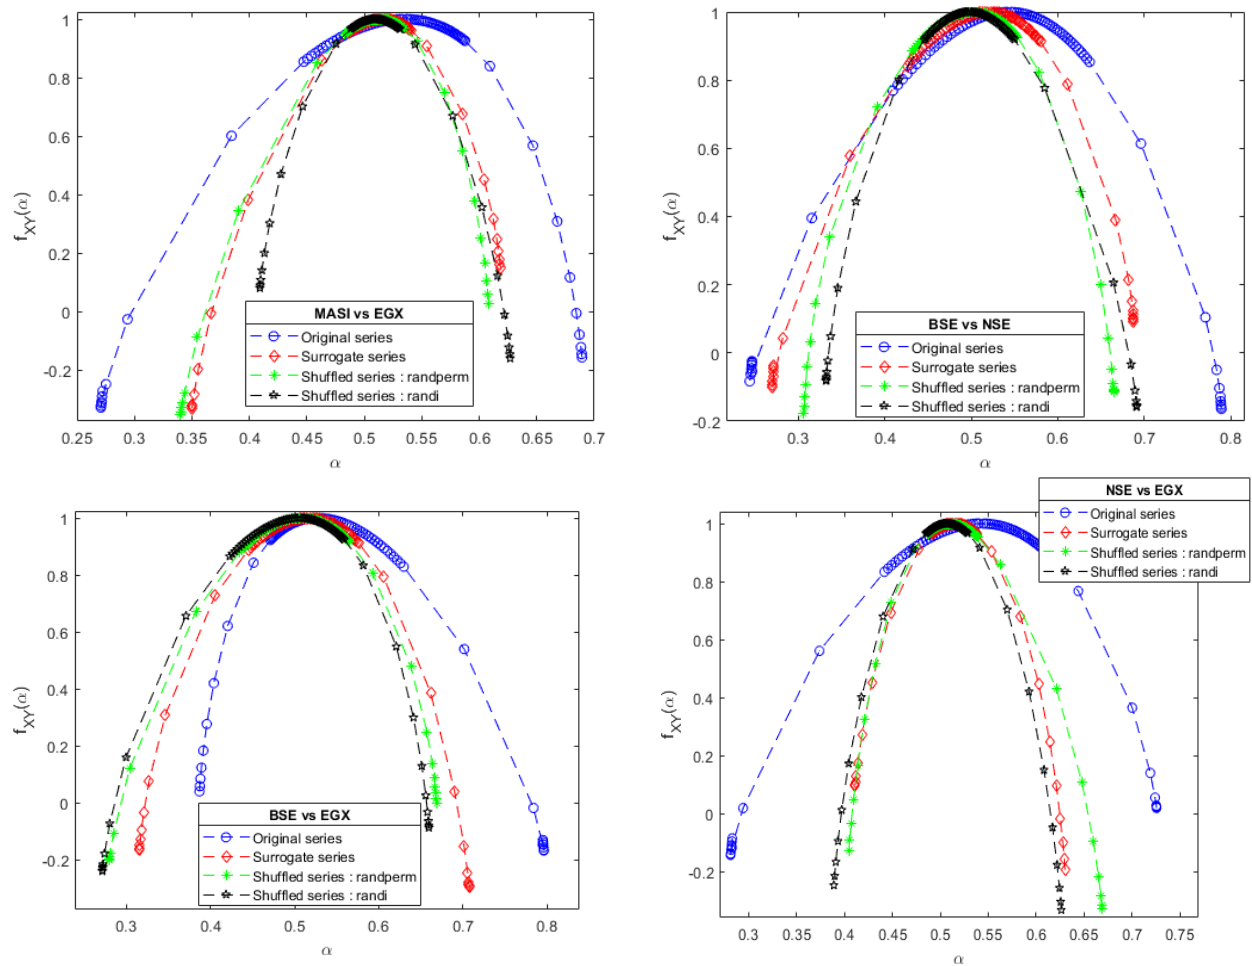 f_XY(α)
1
0.8
0.6
0.4
0.2
0
-0.2
MASI vs EGX
Original series
Surrogate series
Shuffled series : randperm
Shuffled series : randi
0.25 0.3 0.35 0.4 0.45 0.5 0.55 0.6 0.65 0.7
α
f_XY(α)
1
0.8
0.6
0.4
0.2
0
-0.2
BSE vs NSE
Original series
Surrogate series
Shuffled series : randperm
Shuffled series : randi
0.3 0.4 0.5 0.6 0.7 0.8
α
f_XY(α)
1
0.8
0.6
0.4
0.2
0
-0.2
BSE vs EGX
Original series
Surrogate series
Shuffled series : randperm
Shuffled series : randi
0.3 0.4 0.5 0.6 0.7 0.8
α
NSE vs EGX
Original series
Surrogate series
Shuffled series : randperm
Shuffled series : randi
f_XY(α)
1
0.8
0.6
0.4
0.2
0
-0.2
0.3 0.35 0.4 0.45 0.5 0.55 0.6 0.65 0.7 0.75
α